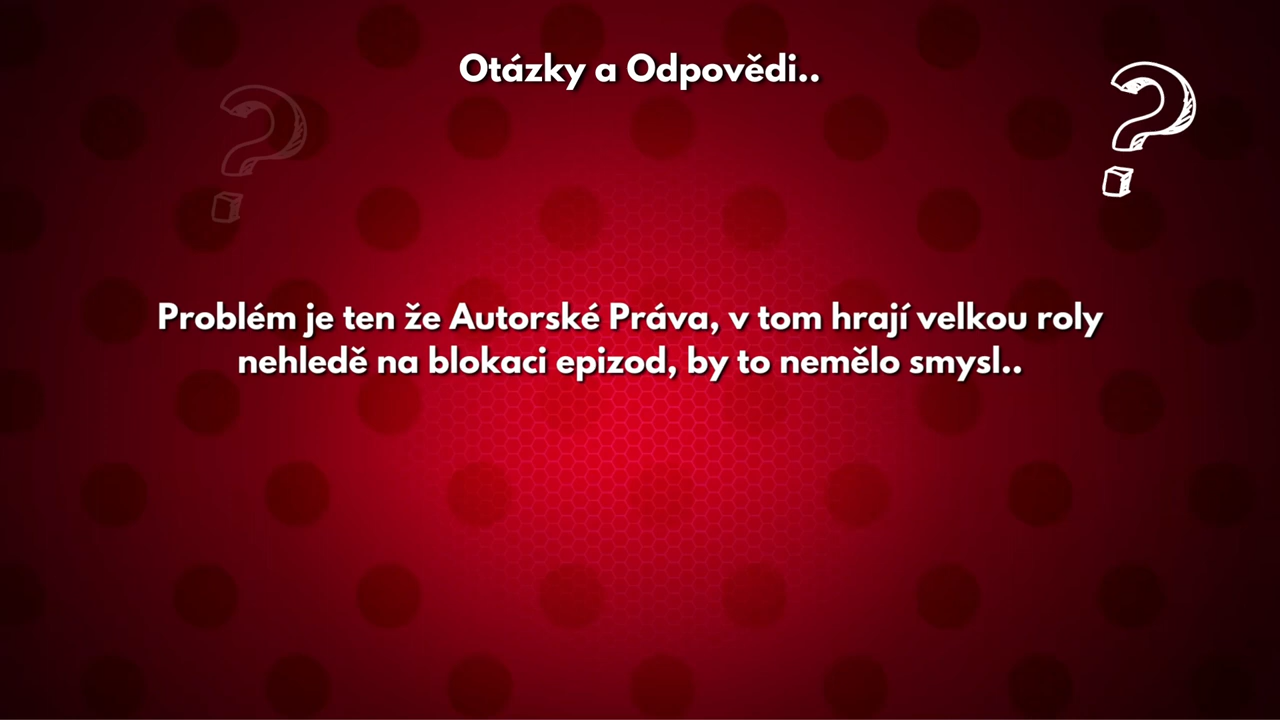 Otázky a Odpovědi..
Problém je ten že Autorské Práva, v tom hrají velkou roly
nehledě na blokaci epizod, by to nemělo smysl..